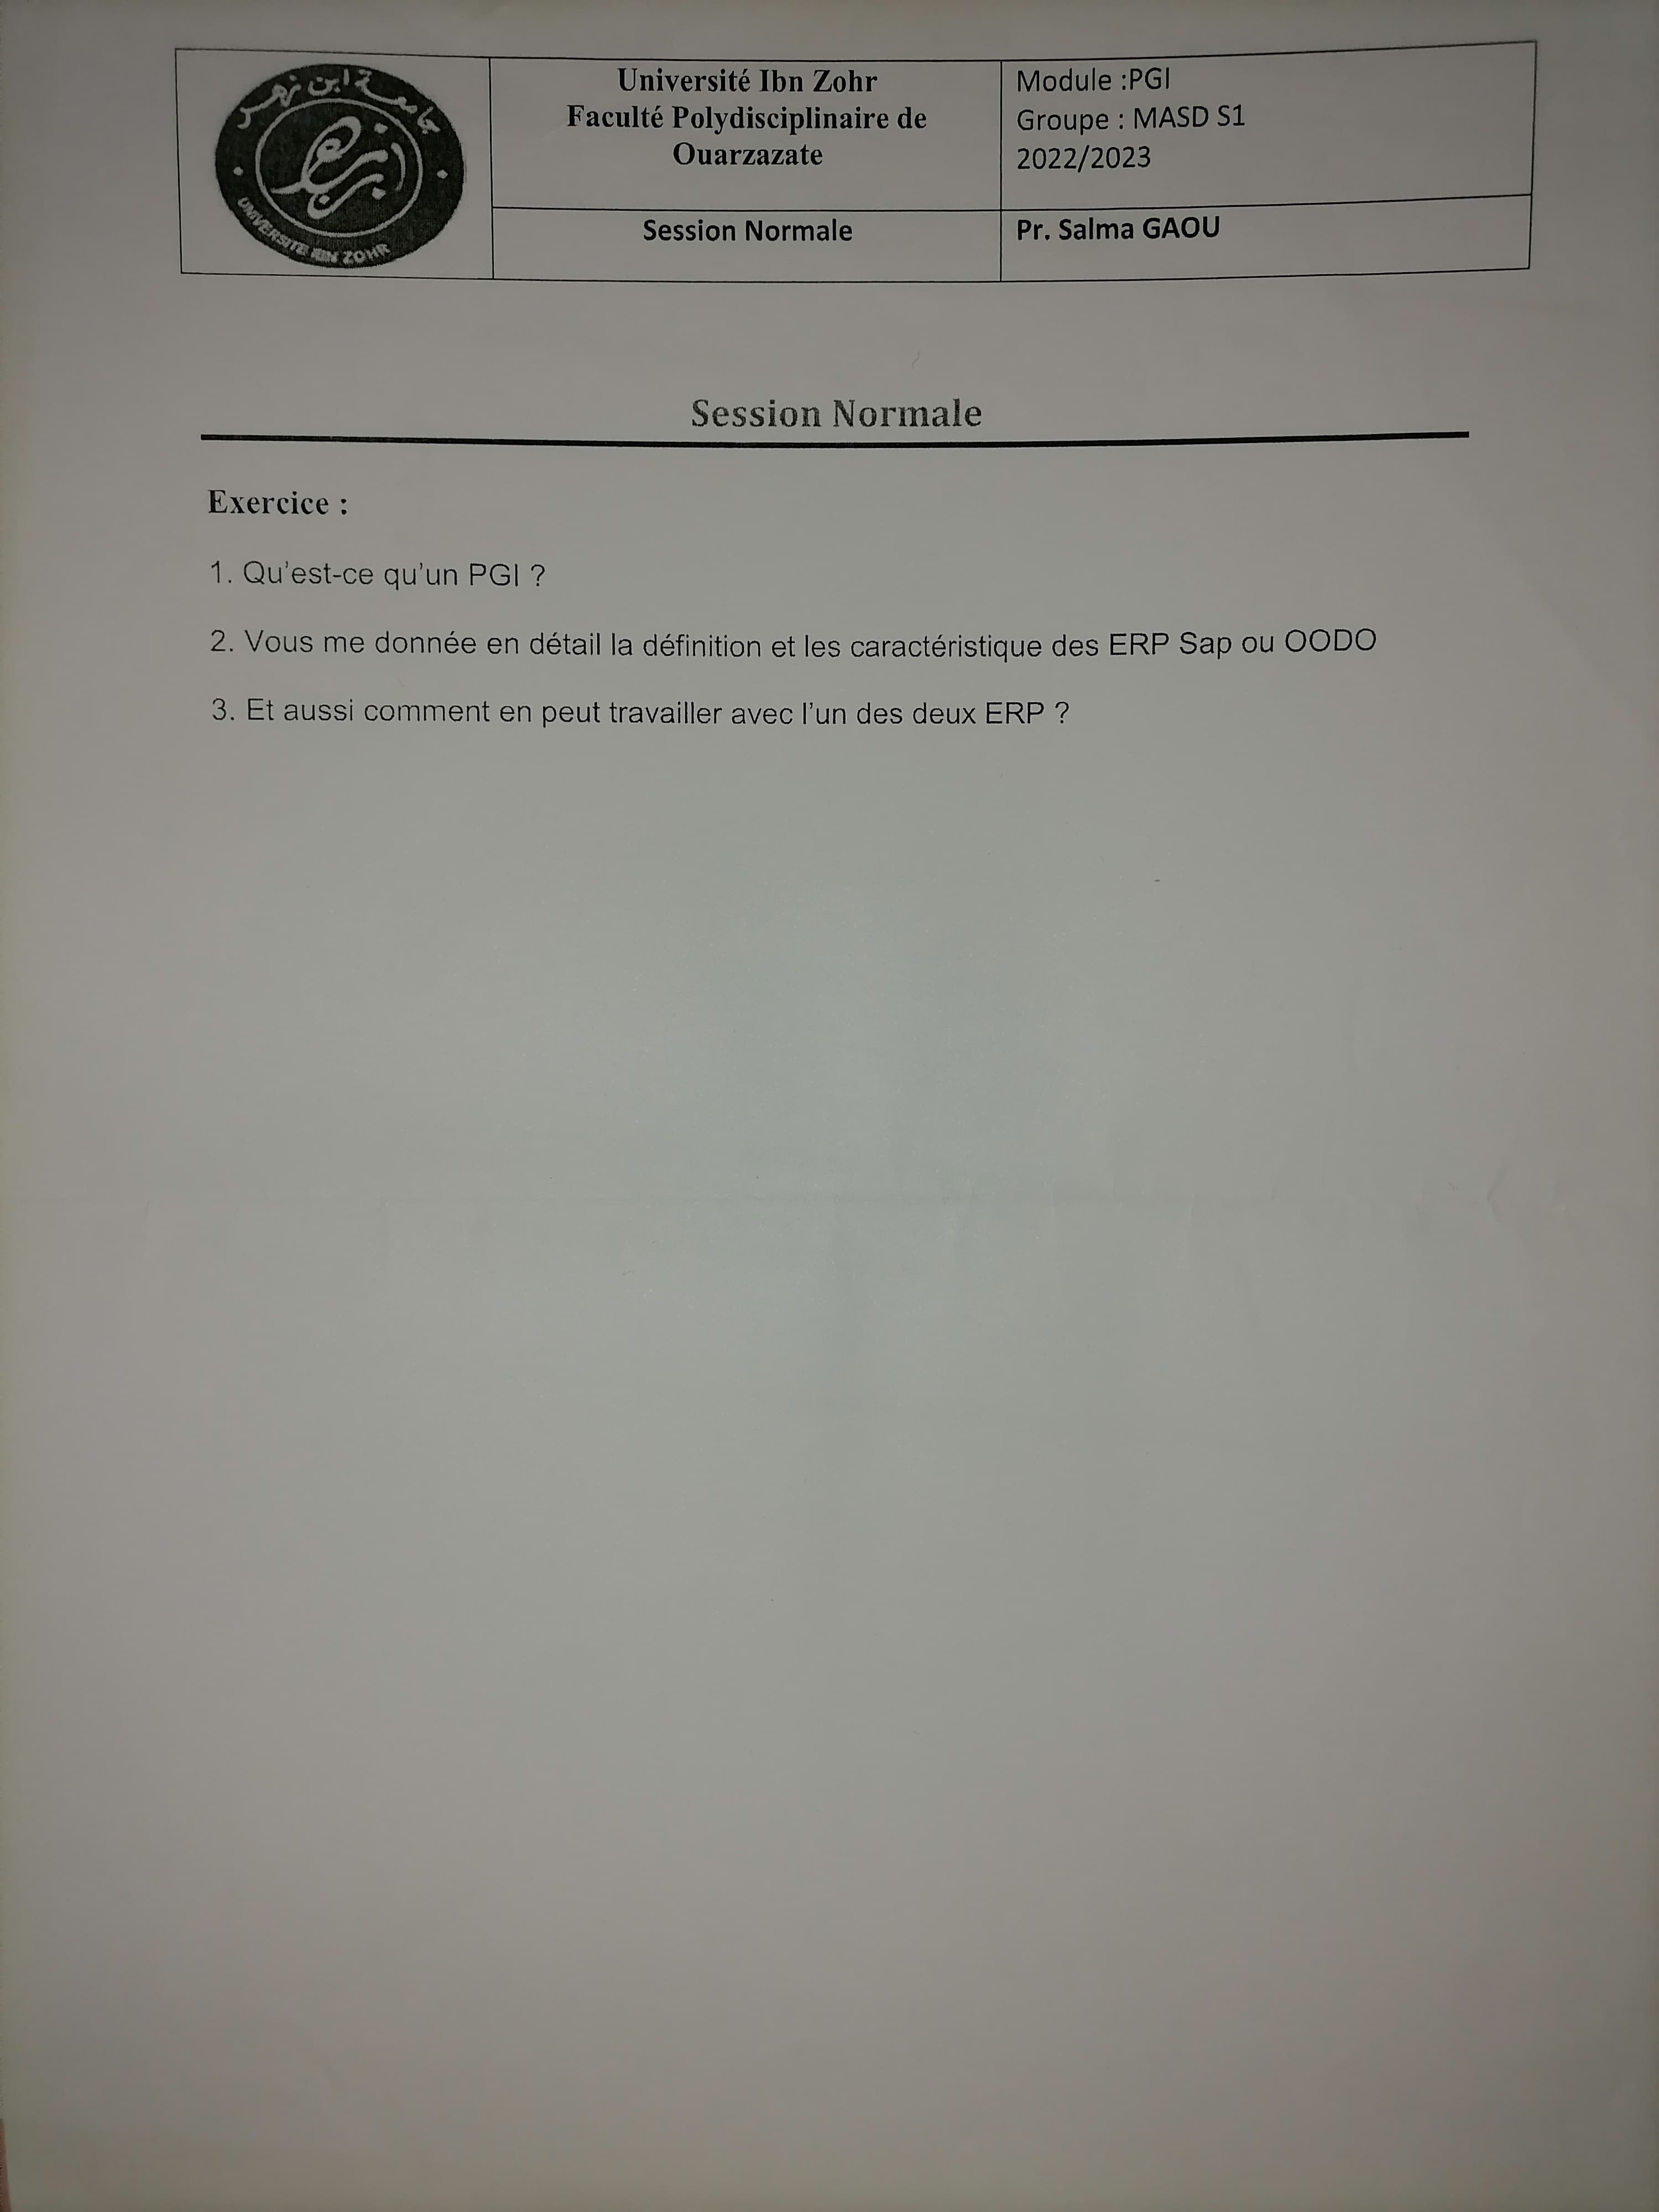 جامعة ابن زهر
UNIVERSITE IBN ZOHR
Université Ibn Zohr
Faculté Polydisciplinaire de
Ouarzazate
Module :PGI
Groupe : MASD S1
2022/2023
Session Normale
Pr. Salma GAOU
Session Normale
Exercice :
1. Qu'est-ce qu'un PGI ?
2. Vous me donnée en détail la définition et les caractéristique des ERP Sap ou OODO
3. Et aussi comment en peut travailler avec l'un des deux ERP ?